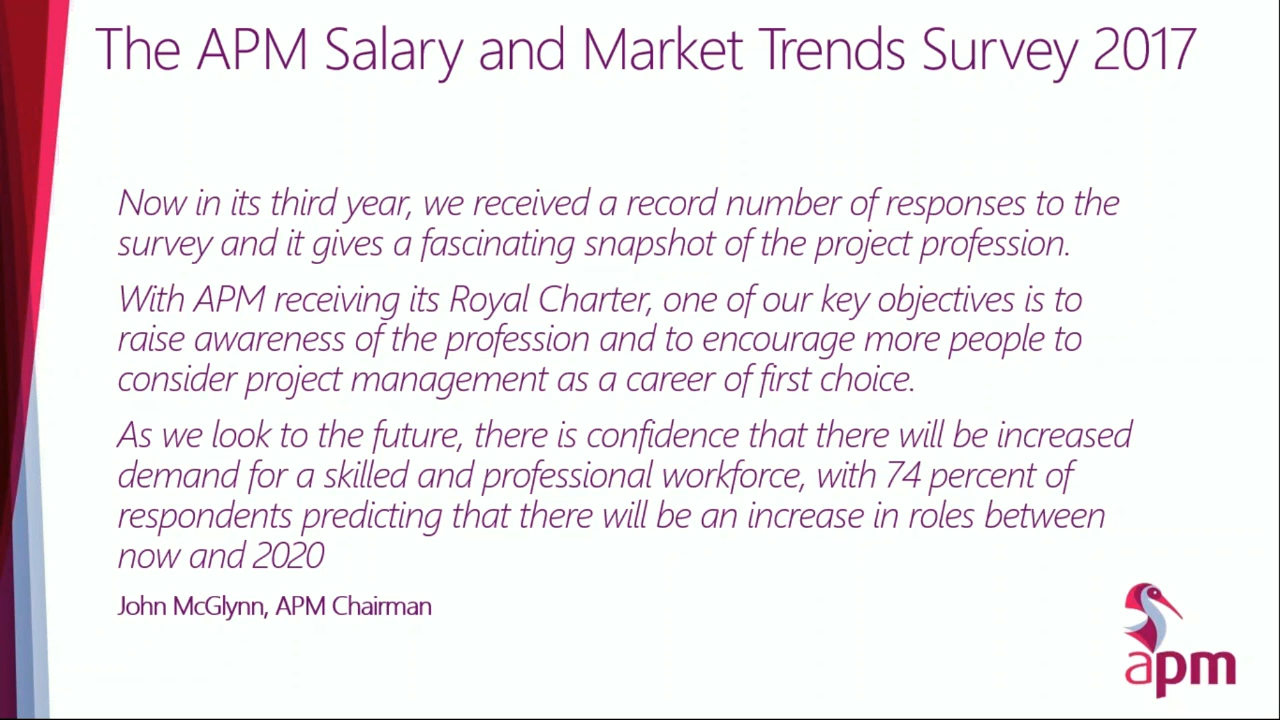 The APM Salary and Market Trends Survey 2017
Now in its third year, we received a record number of responses to the
survey and it gives a fascinating snapshot of the project profession.
With APM receiving its Royal Charter, one of our key objectives is to
raise awareness of the profession and to encourage more people to
consider project management as a career of first choice.
As we look to the future, there is confidence that there will be increased
demand for a skilled and professional workforce, with 74 percent of
respondents predicting that there will be an increase in roles between
now and 2020
John McGlynn, APM Chairman
apm